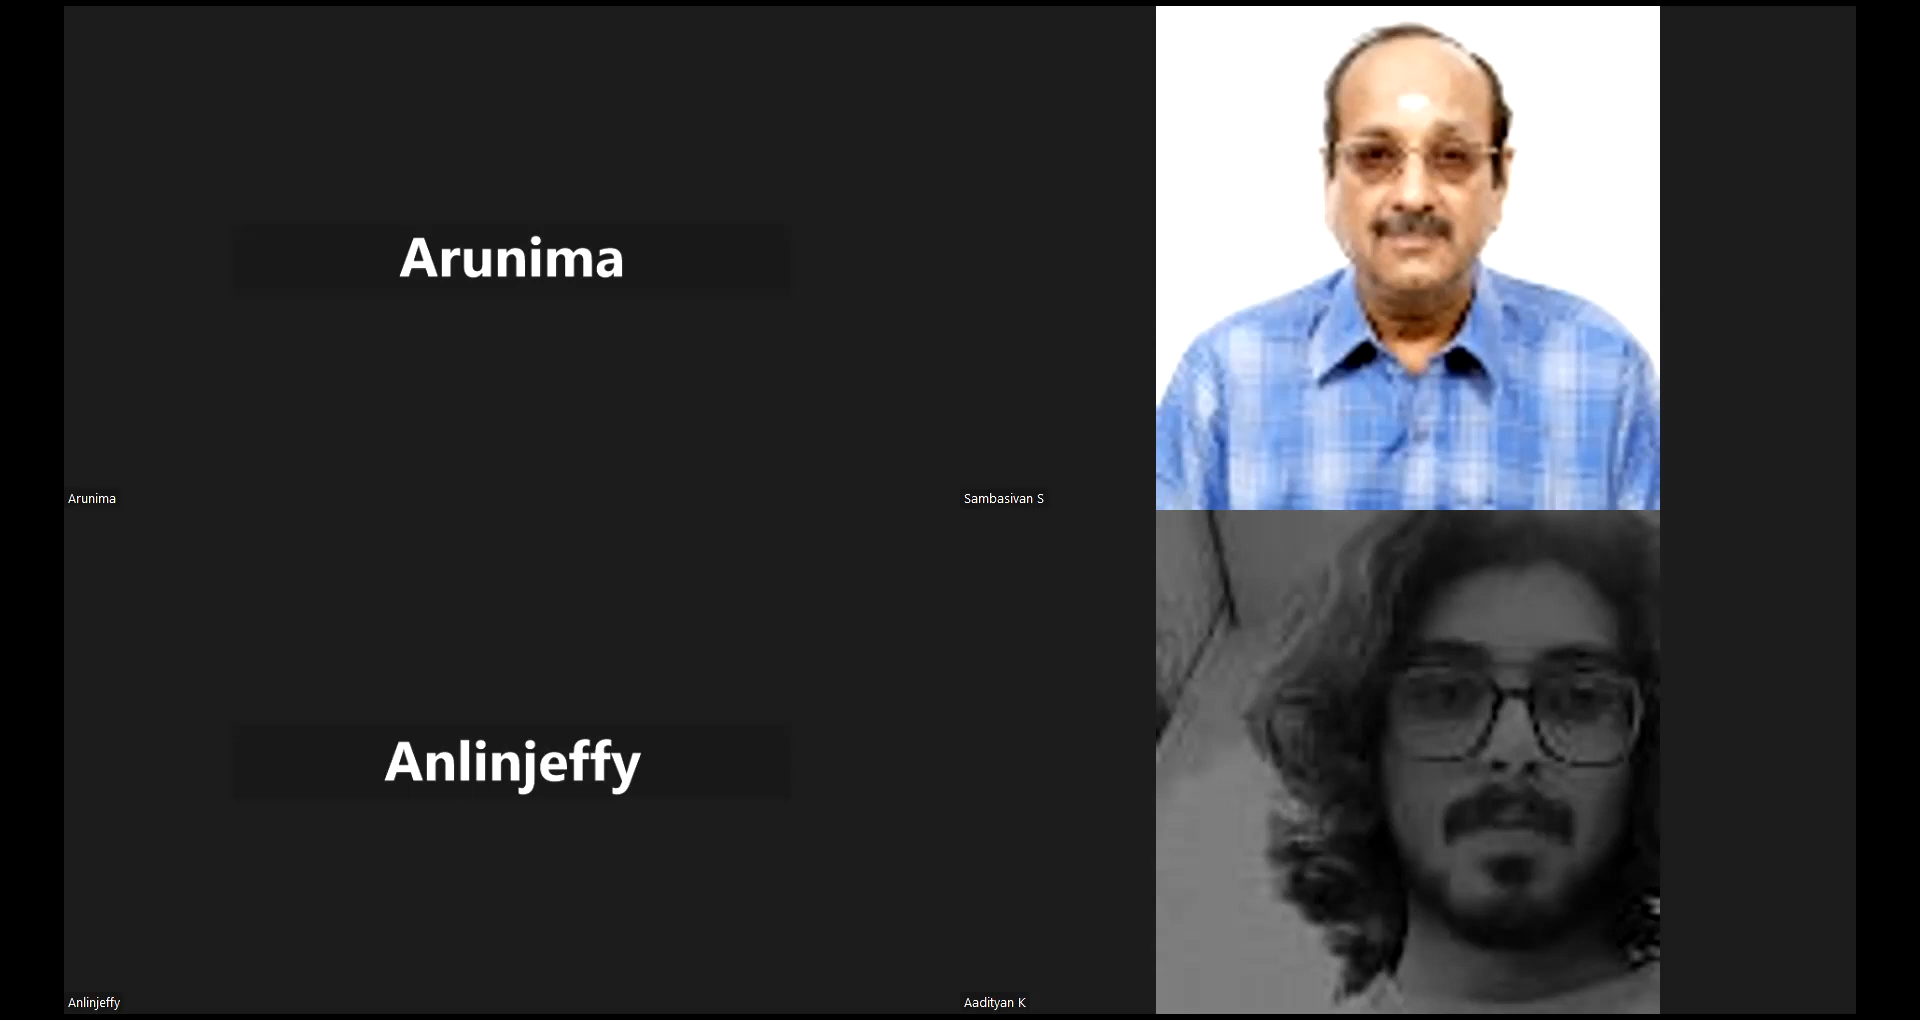 Arunima
Arunima
Sambasivan S
Anlinjeffy
Anlinjeffy
Aadityan K